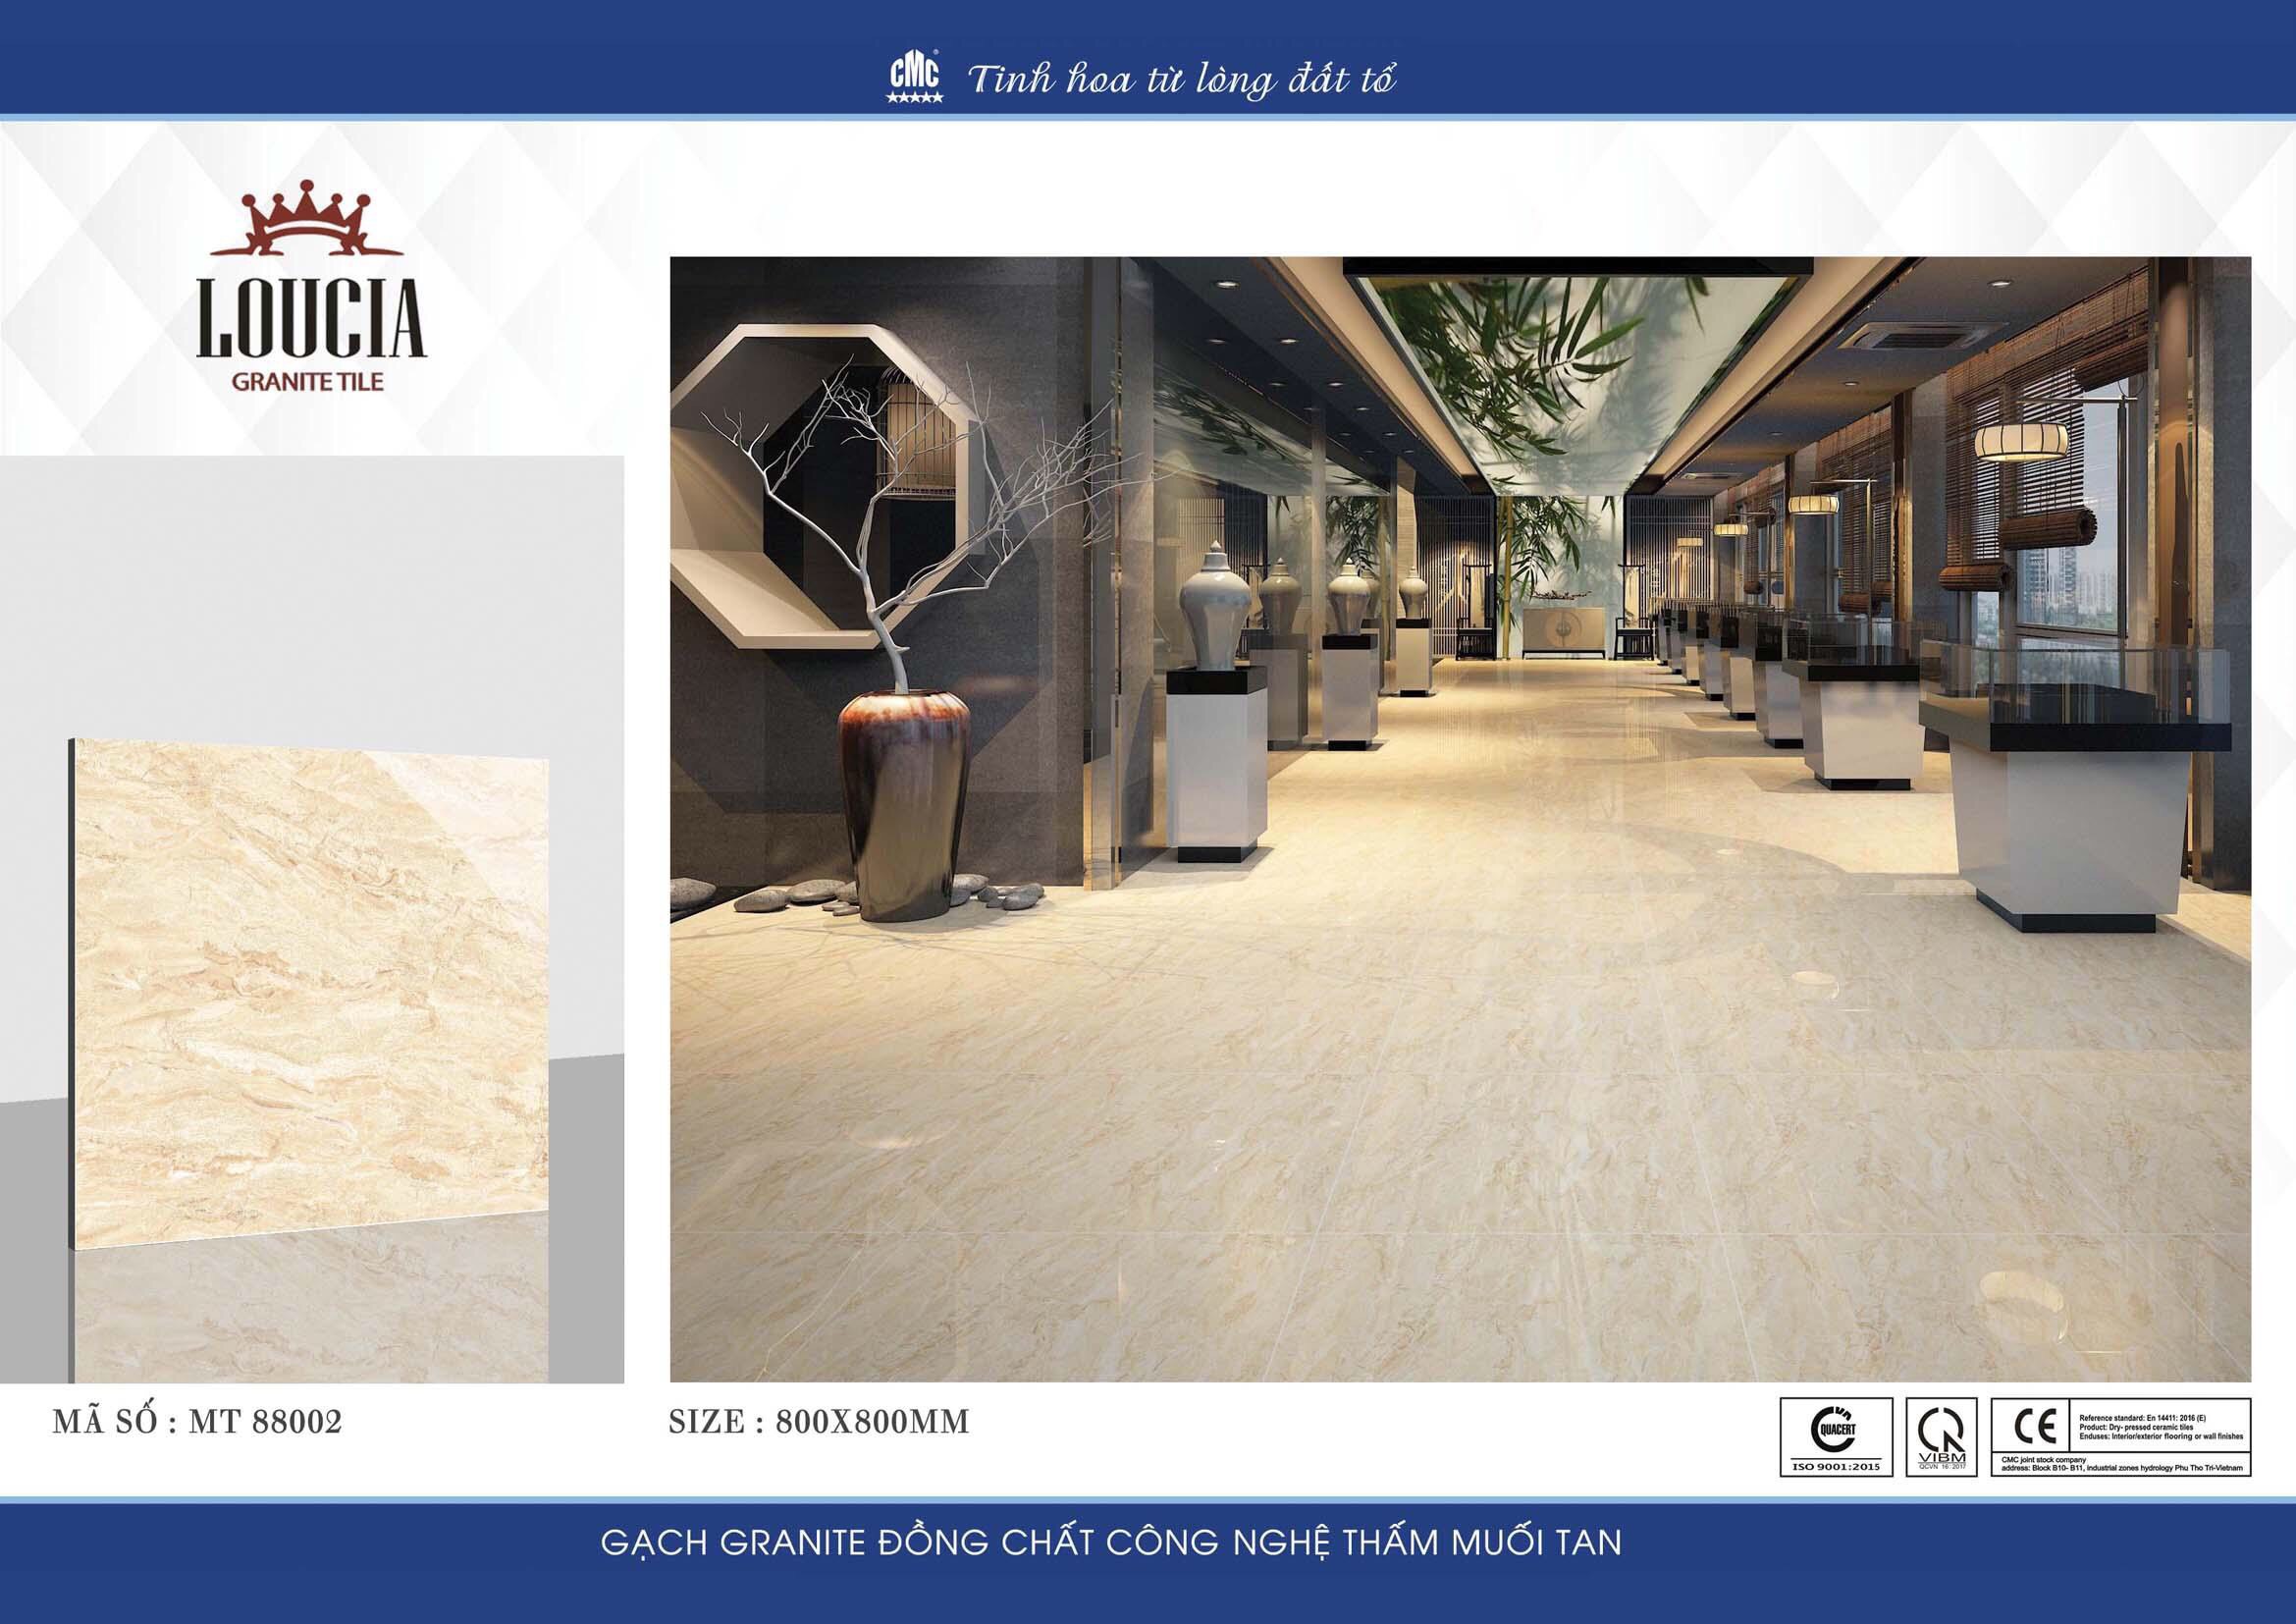 CMC ®
Tinh hoa từ lòng đất tổ
LOUCIA
GRANITE TILE
MÃ SỐ : MT 88002
SIZE : 800X800MM
QUACERT
ISO 9001:2015
VIBM
QCVN 16:2017
CE
Reference standard: En 14411: 2016 (E)
Product: Dry- pressed ceramic tiles
Enduses: Interior/exterior flooring or wall finishes
CMC joint stock company
address: Block B10- B11, industrial zones hydrology Phu Tho Tri-Vietnam
GẠCH GRANITE ĐỒNG CHẤT CÔNG NGHỆ THẤM MUỐI TAN